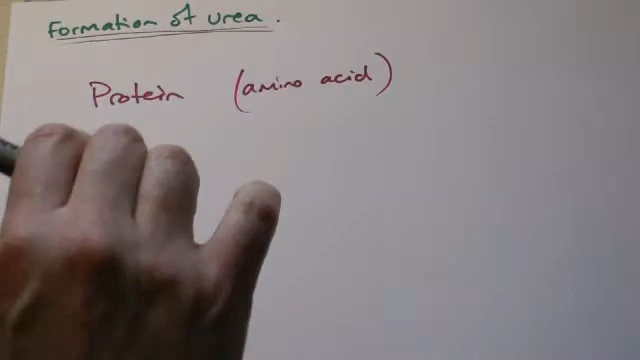 Formation of urea.
Protein (amino acid)